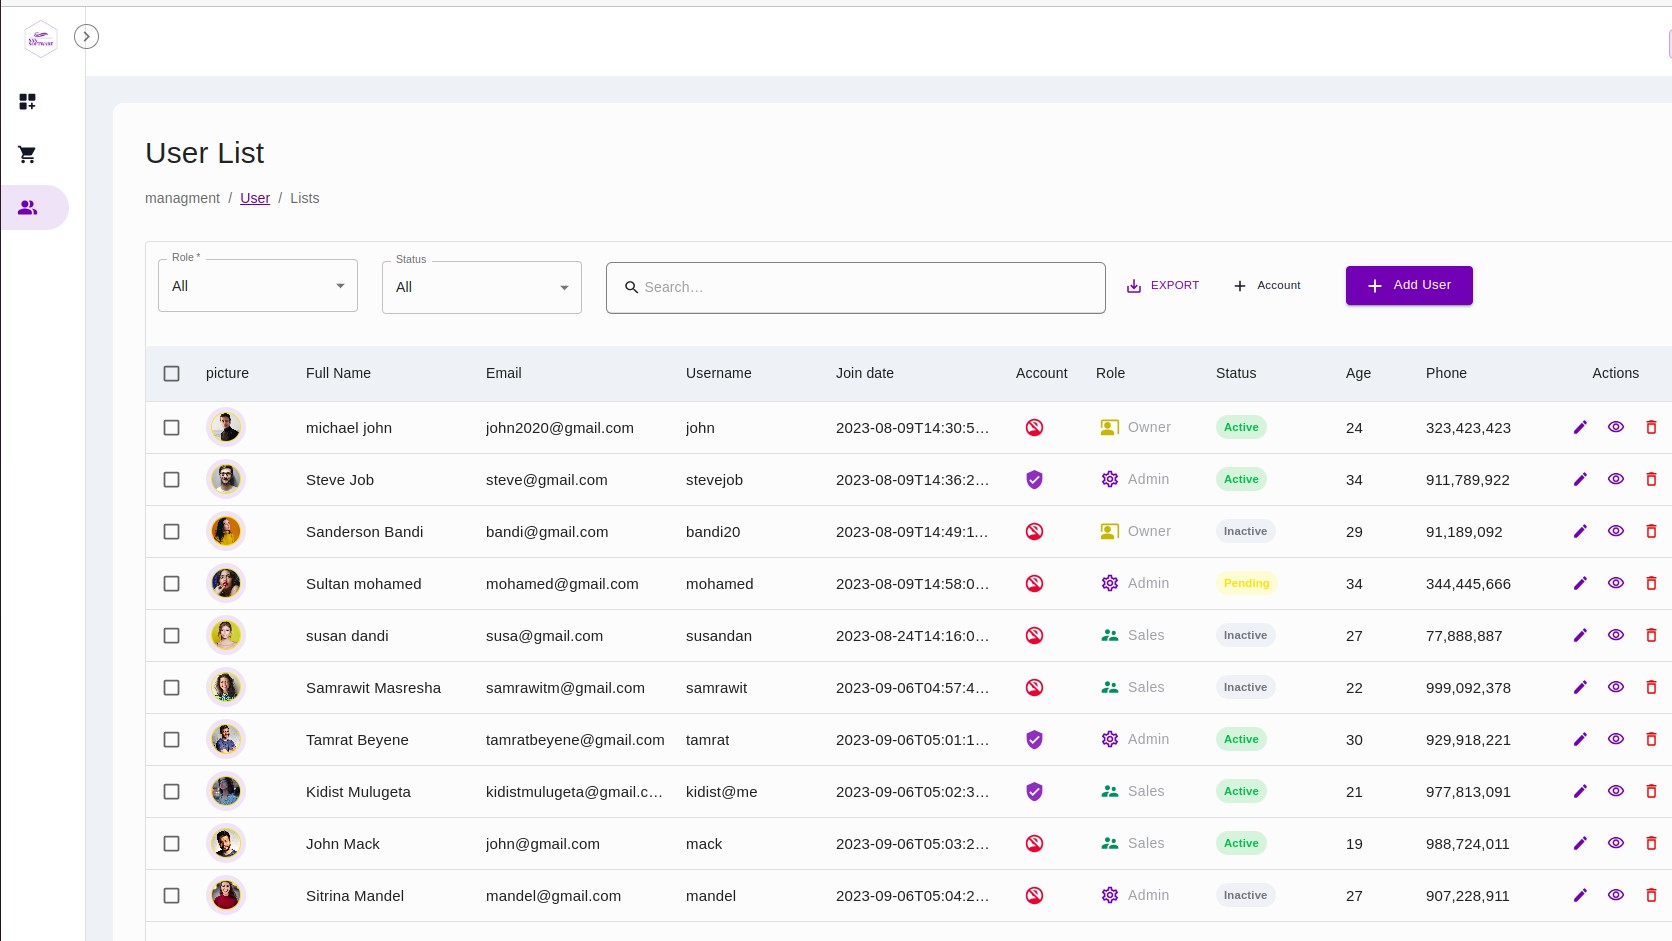 SOFTWARE
User List
managment / User / Lists
Role * Status
All All Search… EXPORT Account Add User
picture Full Name Email Username Join date Account Role Status Age Phone Actions
michael john john2020@gmail.com john 2023-08-09T14:30:5… Owner Active 24 323,423,423
Steve Job steve@gmail.com stevejob 2023-08-09T14:36:2… Admin Active 34 911,789,922
Sanderson Bandi bandi@gmail.com bandi20 2023-08-09T14:49:1… Owner Inactive 29 91,189,092
Sultan mohamed mohamed@gmail.com mohamed 2023-08-09T14:58:0… Admin Pending 34 344,445,666
susan dandi susa@gmail.com susandan 2023-08-24T14:16:0… Sales Inactive 27 77,888,887
Samrawit Masresha samrawitm@gmail.com samrawit 2023-09-06T04:57:4… Sales Inactive 22 999,092,378
Tamrat Beyene tamratbeyene@gmail.com tamrat 2023-09-06T05:01:1… Admin Active 30 929,918,221
Kidist Mulugeta kidistmulugeta@gmail.c… kidist@me 2023-09-06T05:02:3… Sales Active 21 977,813,091
John Mack john@gmail.com mack 2023-09-06T05:03:2… Sales Active 19 988,724,011
Sitrina Mandel mandel@gmail.com mandel 2023-09-06T05:04:2… Admin Inactive 27 907,228,911